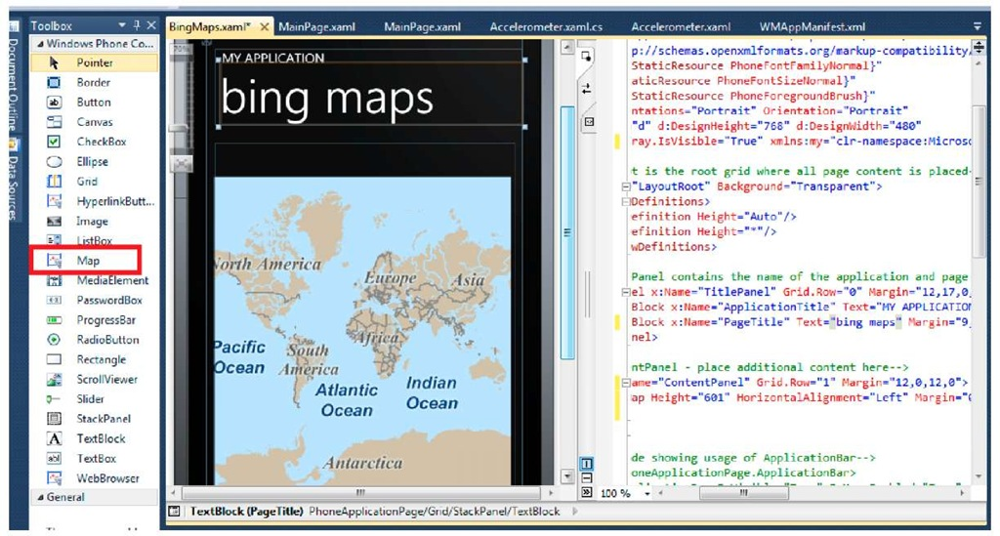 Toolbox
Windows Phone Co...
Pointer
Border
Button
Canvas
CheckBox
Ellipse
Grid
HyperlinkButt...
Image
ListBox
Map
MediaElement
PasswordBox
ProgressBar
RadioButton
Rectangle
ScrollViewer
Slider
StackPanel
TextBlock
TextBox
WebBrowser
General
Document Outline
Data Sources
BingMaps.xaml*
MainPage.xaml
MainPage.xaml
Accelerometer.xaml.cs
Accelerometer.xaml
WMAppManifest.xml
70%
MY APPLICATION
bing maps
North America
Europe
Asia
Africa
Pacific
Ocean
South
America
Atlantic
Ocean
Indian
Ocean
Antarctica
p://schemas.openxmlformats.org/markup-compatibility/
StaticResource PhoneFontFamilyNormal}"
aticResource PhoneFontSizeNormal}"
StaticResource PhoneForegroundBrush}"
ntations="Portrait" Orientation="Portrait"
"d" d:DesignHeight="768" d:DesignWidth="480"
ray.IsVisible="True" xmlns:my="clr-namespace:Microso
t is the root grid where all page content is placed-
"LayoutRoot" Background="Transparent">
Definitions>
efinition Height="Auto"/>
efinition Height="*"/>
wDefinitions>
Panel contains the name of the application and page
el x:Name="TitlePanel" Grid.Row="0" Margin="12,17,0,
Block x:Name="ApplicationTitle" Text="MY APPLICATION
Block x:Name="PageTitle" Text="bing maps" Margin="9,
nel>
ntPanel - place additional content here-->
ame="ContentPanel" Grid.Row="1" Margin="12,0,12,0">
ap Height="601" HorizontalAlignment="Left" Margin="0
de showing usage of ApplicationBar-->
oneApplicationPage.ApplicationBar>
100 %
TextBlock (PageTitle) PhoneApplicationPage/Grid/StackPanel/TextBlock